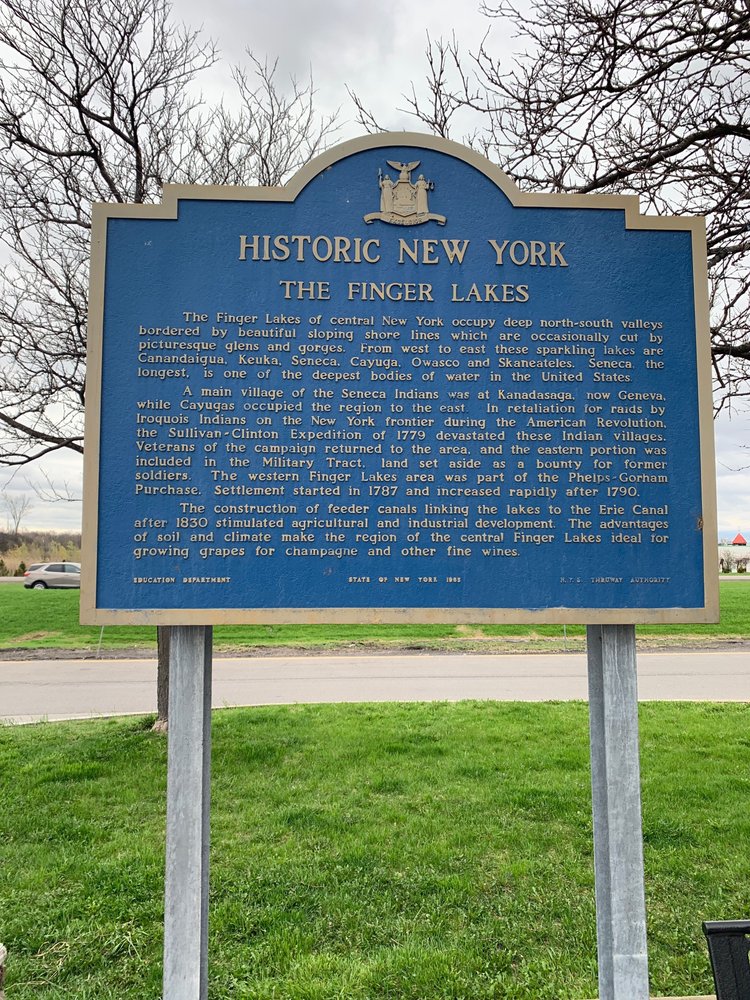 HISTORIC NEW YORK
THE FINGER LAKES
The Finger Lakes of central New York occupy deep north-south valleys
bordered by beautiful sloping shore lines which are occasionally cut by
picturesque glens and gorges. From west to east these sparkling lakes are
Canandaigua, Keuka, Seneca, Cayuga, Owasco and Skaneateles. Seneca, the
longest, is one of the deepest bodies of water in the United States.
A main village of the Seneca Indians was at Kanadasaga, now Geneva,
while Cayugas occupied the region to the east. In retaliation for raids by
Iroquois Indians on the New York frontier during the American Revolution,
the Sullivan-Clinton Expedition of 1779 devastated these Indian villages.
Veterans of the campaign returned to the area, and the eastern portion was
included in the Military Tract, land set aside as a bounty for former
soldiers. The western Finger Lakes area was part of the Phelps-Gorham
Purchase. Settlement started in 1787 and increased rapidly after 1790.
The construction of feeder canals linking the lakes to the Erie Canal
after 1830 stimulated agricultural and industrial development. The advantages
of soil and climate make the region of the central Finger Lakes ideal for
growing grapes for champagne and other fine wines.
EDUCATION DEPARTMENT STATE OF NEW YORK 1965 N.Y.S. THRUWAY AUTHORITY